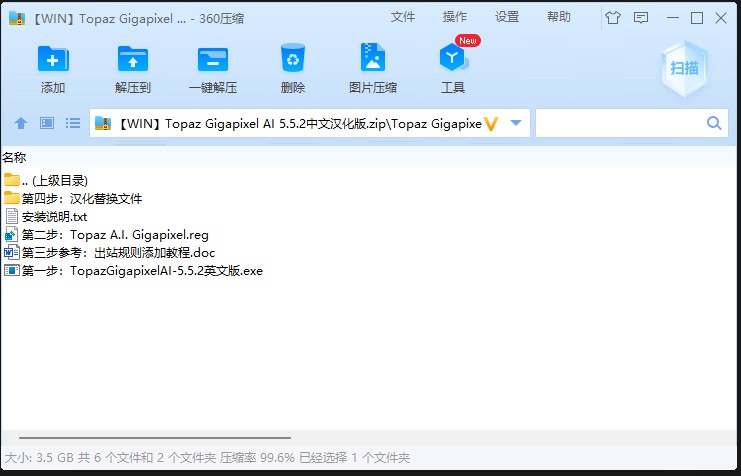 【WIN】Topaz Gigapixel ... - 360压缩
文件 操作 设置 帮助
New
添加 解压到 一键解压 删除 图片压缩 工具 扫描
【WIN】Topaz Gigapixel AI 5.5.2中文汉化版.zip\Topaz Gigapixe
名称
.. (上级目录)
第四步：汉化替换文件
安装说明.txt
第二步：Topaz A.I. Gigapixel.reg
第三步参考：出站规则添加教程.doc
第一步：TopazGigapixelAI-5.5.2英文版.exe
大小: 3.5 GB 共 6 个文件和 2 个文件夹 压缩率 99.6% 已经选择 1 个文件夹